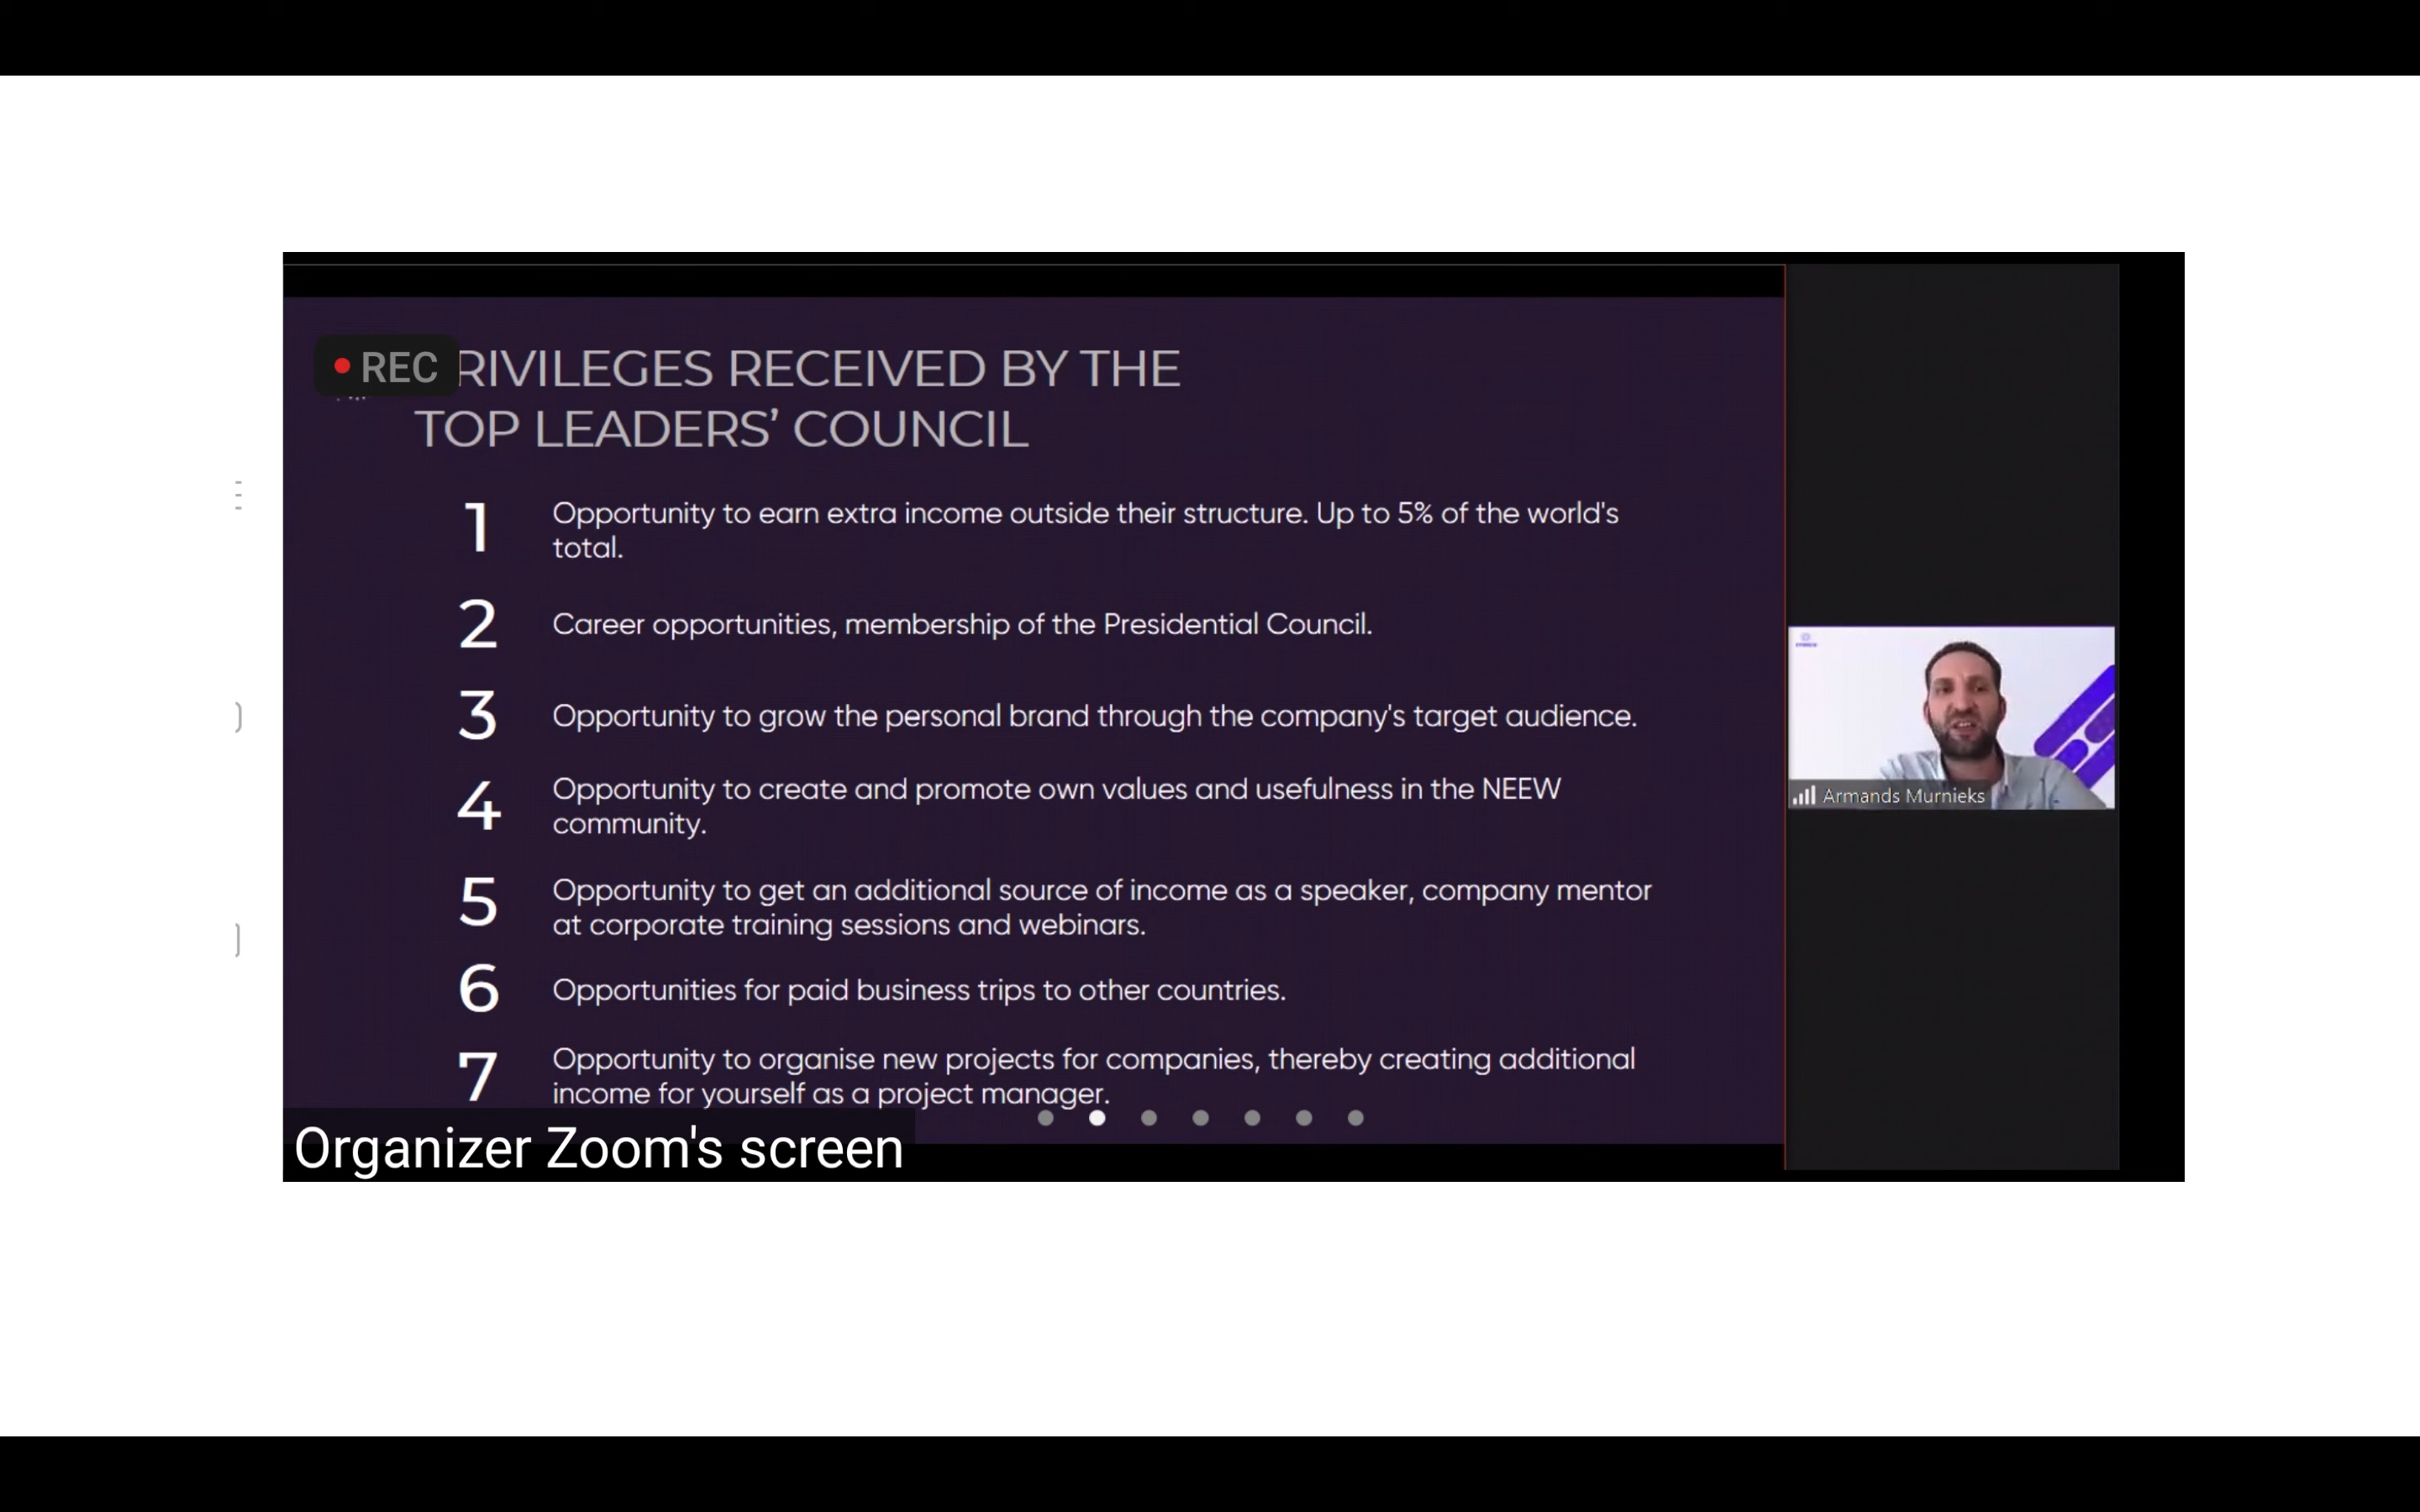 REC
RIVILEGES RECEIVED BY THE
TOP LEADERS’ COUNCIL
1
Opportunity to earn extra income outside their structure. Up to 5% of the world's
total.
2
Career opportunities, membership of the Presidential Council.
3
Opportunity to grow the personal brand through the company's target audience.
4
Opportunity to create and promote own values and usefulness in the NEEW
community.
5
Opportunity to get an additional source of income as a speaker, company mentor
at corporate training sessions and webinars.
6
Opportunities for paid business trips to other countries.
7
Opportunity to organise new projects for companies, thereby creating additional
income for yourself as a project manager.
Organizer Zoom's screen
Armands Murnieks